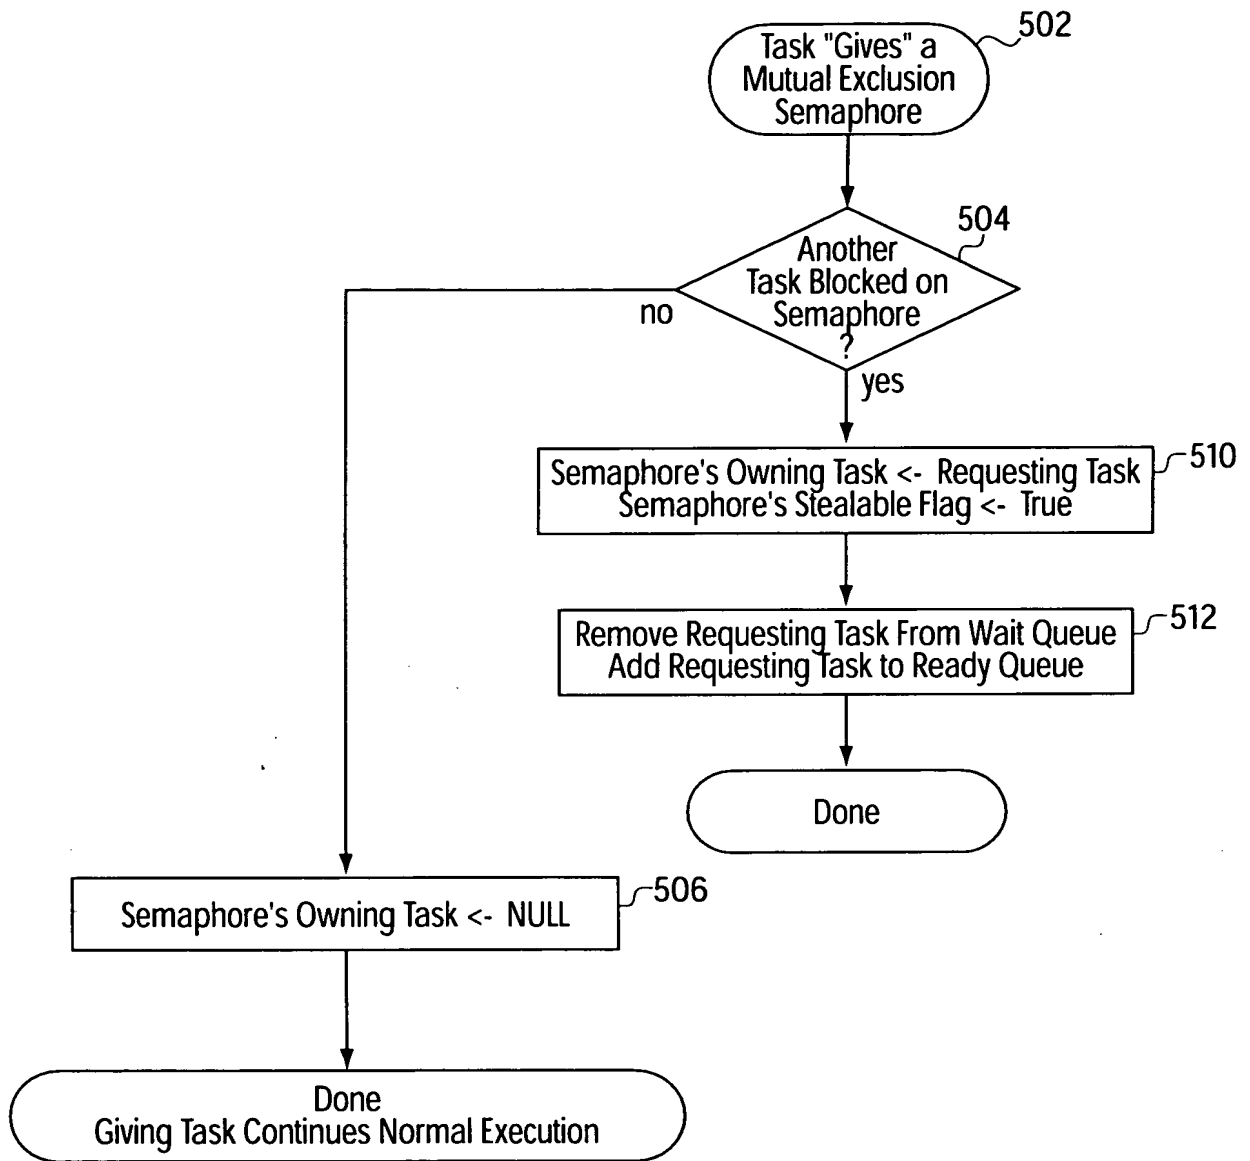 502
Task "Gives" a
Mutual Exclusion
Semaphore
504
Another
Task Blocked on
Semaphore
?
no
yes
510
Semaphore's Owning Task <- Requesting Task
Semaphore's Stealable Flag <- True
512
Remove Requesting Task From Wait Queue
Add Requesting Task to Ready Queue
Done
506
Semaphore's Owning Task <- NULL
Done
Giving Task Continues Normal Execution